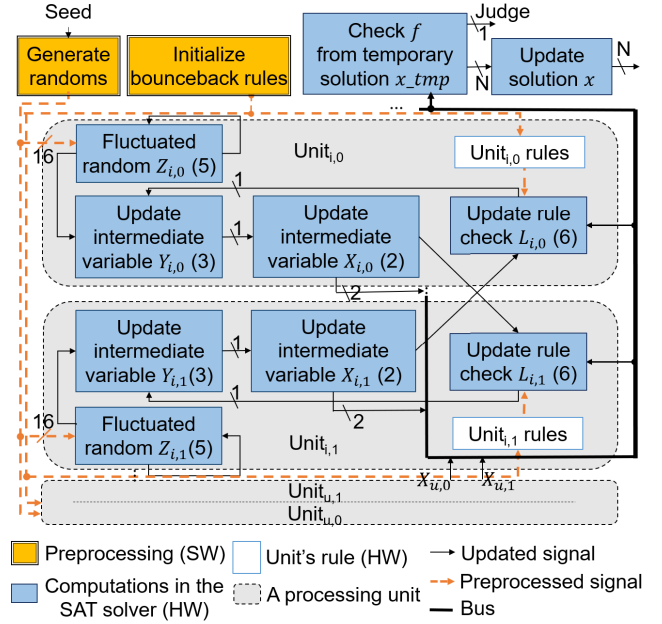 Seed
Generate
randoms
Initialize
bounceback rules
Check f
from temporary
solution x_tmp
Judge
1
N
Update
solution x
N
...
16
Fluctuated
random Z_{i,0} (5)
Unit_{i,0}
Unit_{i,0} rules
1
Update
intermediate
variable Y_{i,0} (3)
1
Update
intermediate
variable X_{i,0} (2)
Update rule
check L_{i,0} (6)
2
Update
intermediate
variable Y_{i,1}(3)
1
Update
intermediate
variable X_{i,1} (2)
Update rule
check L_{i,1} (6)
1
2
16
Fluctuated
random Z_{i,1}(5)
Unit_{i,1}
Unit_{i,1} rules
X_{u,0}
X_{u,1}
Unit_{u,1}
Unit_{u,0}
Preprocessing (SW)
Unit's rule (HW)
Updated signal
Computations in the
SAT solver (HW)
A processing unit
Preprocessed signal
Bus